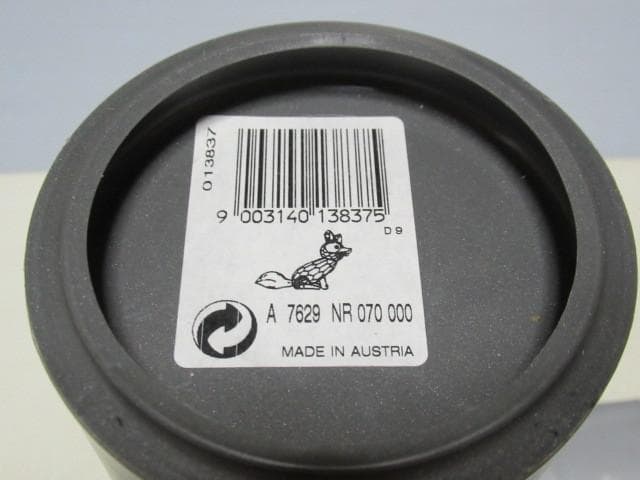 013837
9 003140 138375
D9
A 7629 NR 070 000
MADE IN AUSTRIA